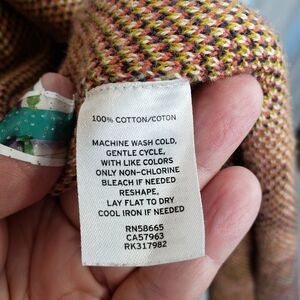 100% COTTON/COTON
MACHINE WASH COLD,
GENTLE CYCLE,
WITH LIKE COLORS
ONLY NON-CHLORINE
BLEACH IF NEEDED
RESHAPE,
LAY FLAT TO DRY
COOL IRON IF NEEDED
RN58665
CA57963
RK317982